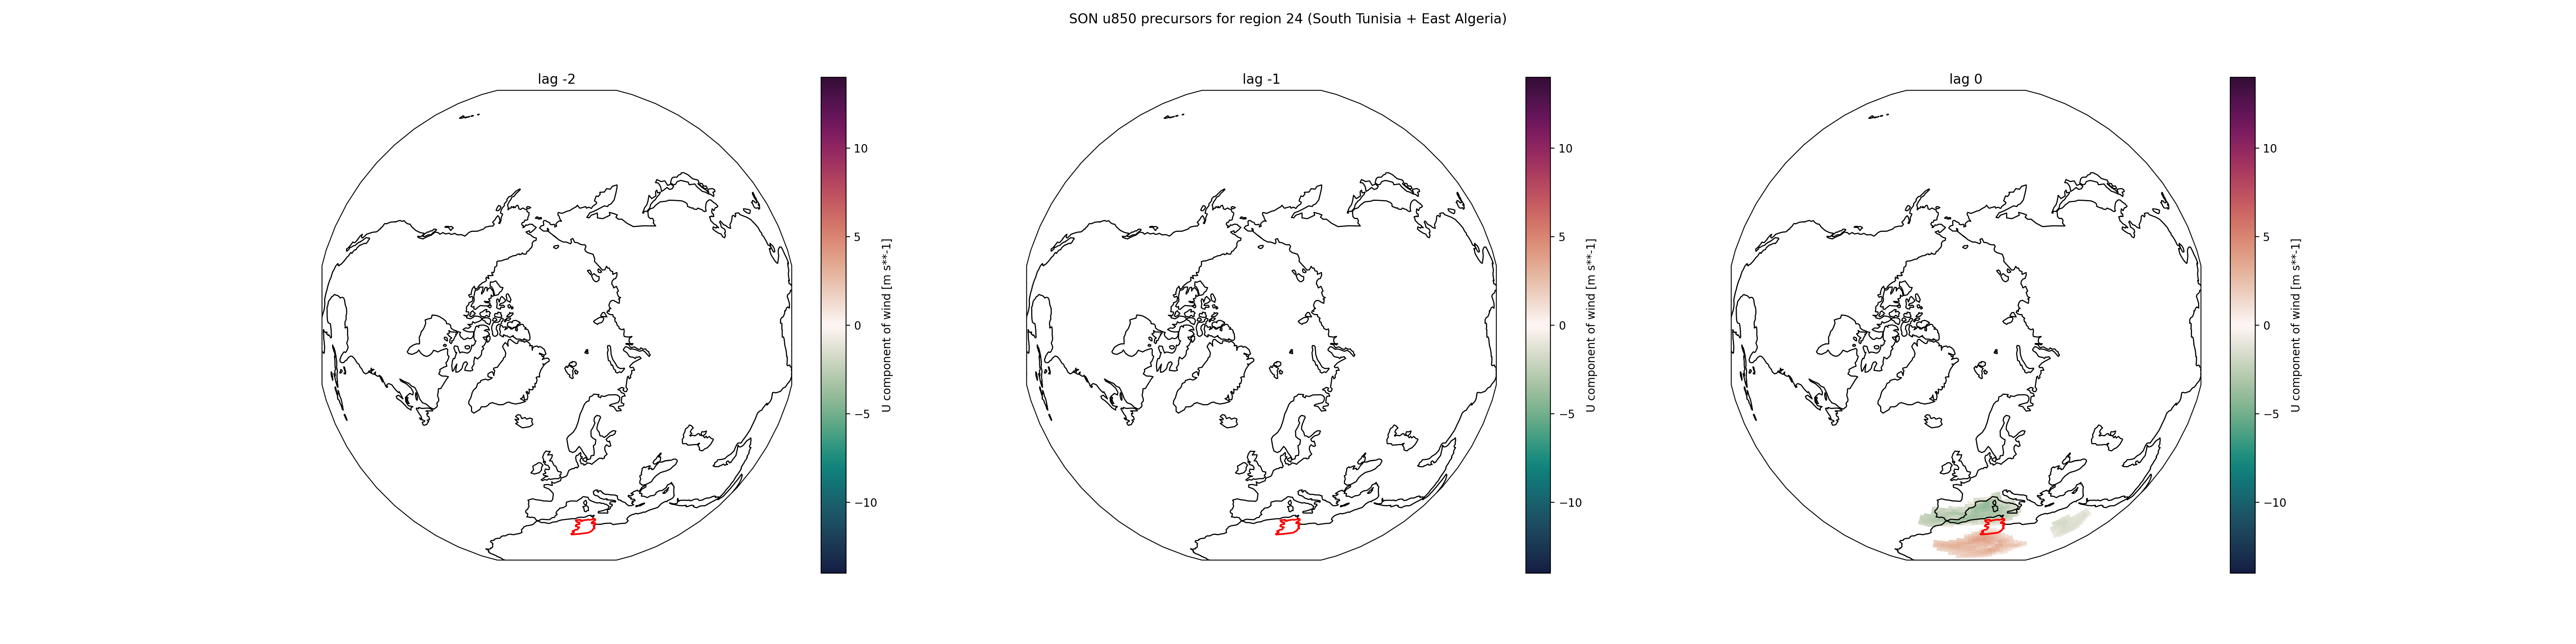 SON u850 precursors for region 24 (South Tunisia + East Algeria)
lag -2
10
5
0
−5
−10
U component of wind [m s**-1]
lag -1
10
5
0
−5
−10
U component of wind [m s**-1]
lag 0
10
5
0
−5
−10
U component of wind [m s**-1]